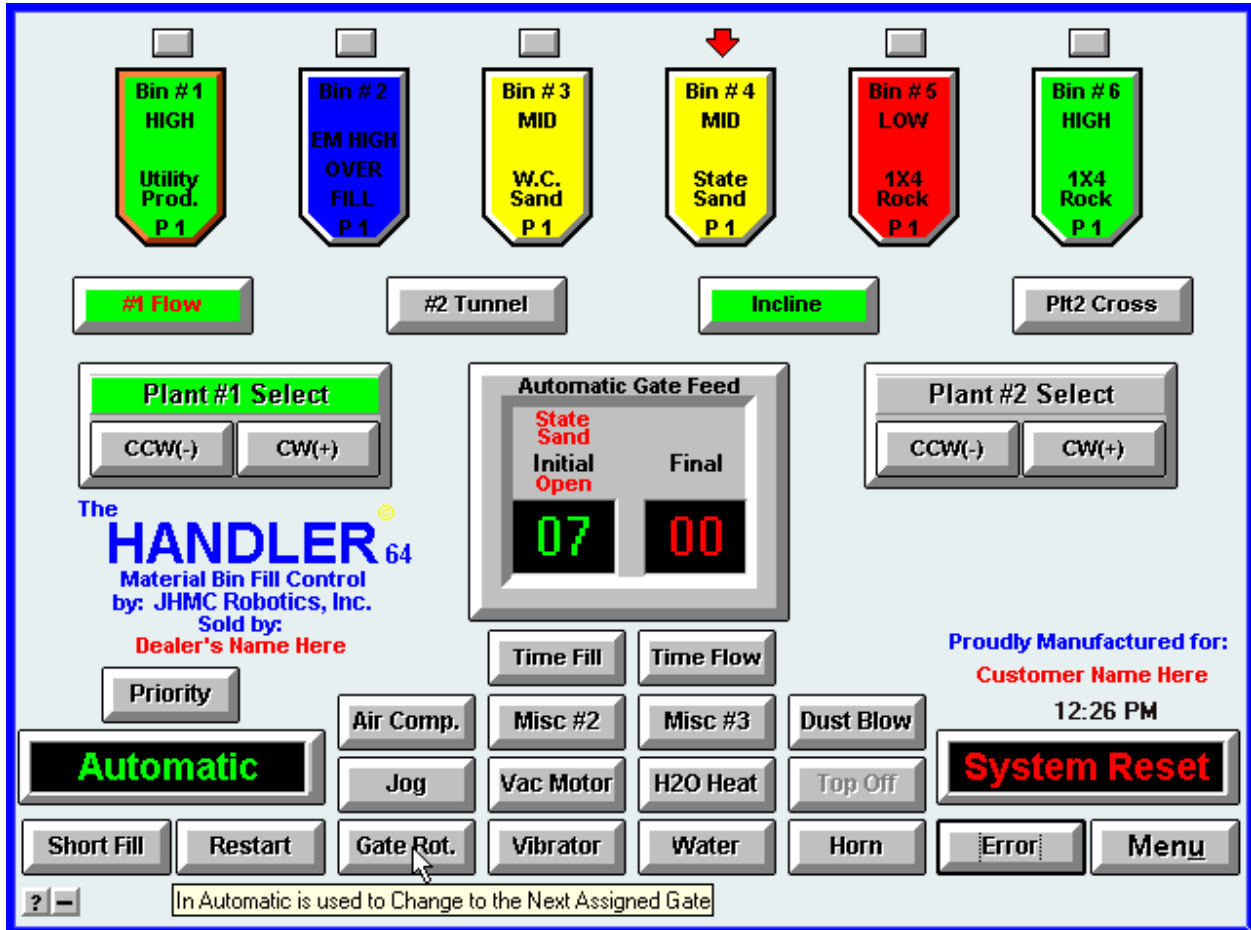 Bin # 1
HIGH
Utility
Prod.
P 1
Bin # 2
EM HIGH
OVER
FILL
P 1
Bin # 3
MID
W.C.
Sand
P 1
Bin # 4
MID
State
Sand
P 1
Bin # 5
LOW
1X4
Rock
P 1
Bin # 6
HIGH
1X4
Rock
P 1
#1 Flow
#2 Tunnel
Incline
Plt2 Cross
Plant #1 Select
CCW(-)
CW(+)
Automatic Gate Feed
State
Sand
Initial
Open
Final
07
00
Plant #2 Select
CCW(-)
CW(+)
The
HANDLER 64 ©
Material Bin Fill Control
by: JHMC Robotics, Inc.
Sold by:
Dealer's Name Here
Proudly Manufactured for:
Customer Name Here
12:26 PM
Time Fill
Time Flow
Priority
Air Comp.
Misc #2
Misc #3
Dust Blow
Automatic
Jog
Vac Motor
H2O Heat
Top Off
System Reset
Short Fill
Restart
Gate Rot.
Vibrator
Water
Horn
Error
Menu
?
In Automatic is used to Change to the Next Assigned Gate